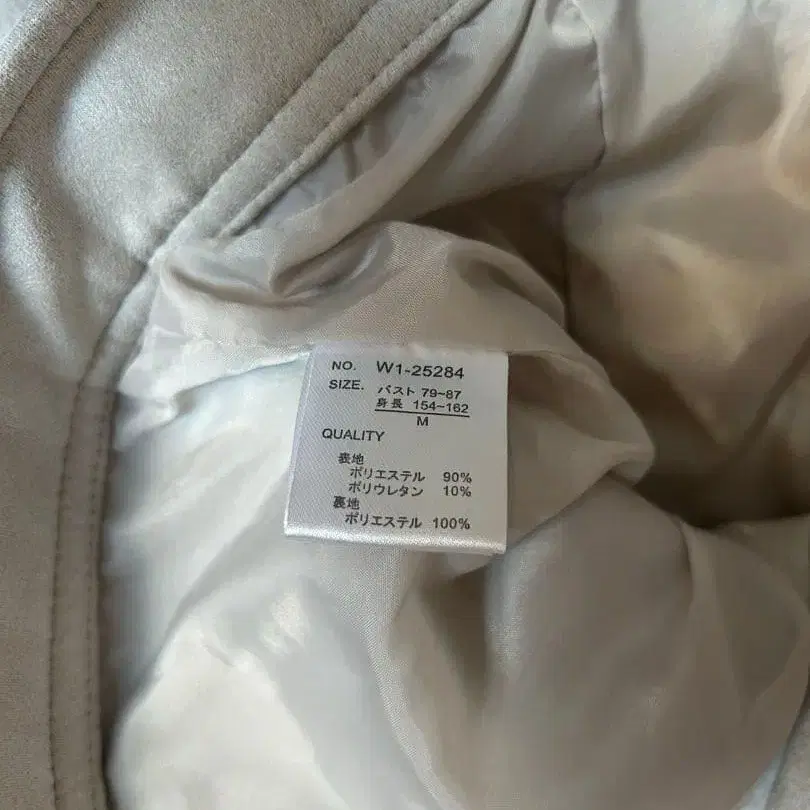 NO. W1-25284
SIZE. バスト 79~87
身長 154~162
M
QUALITY
表地
ポリエステル 90%
ポリウレタン 10%
裏地
ポリエステル 100%